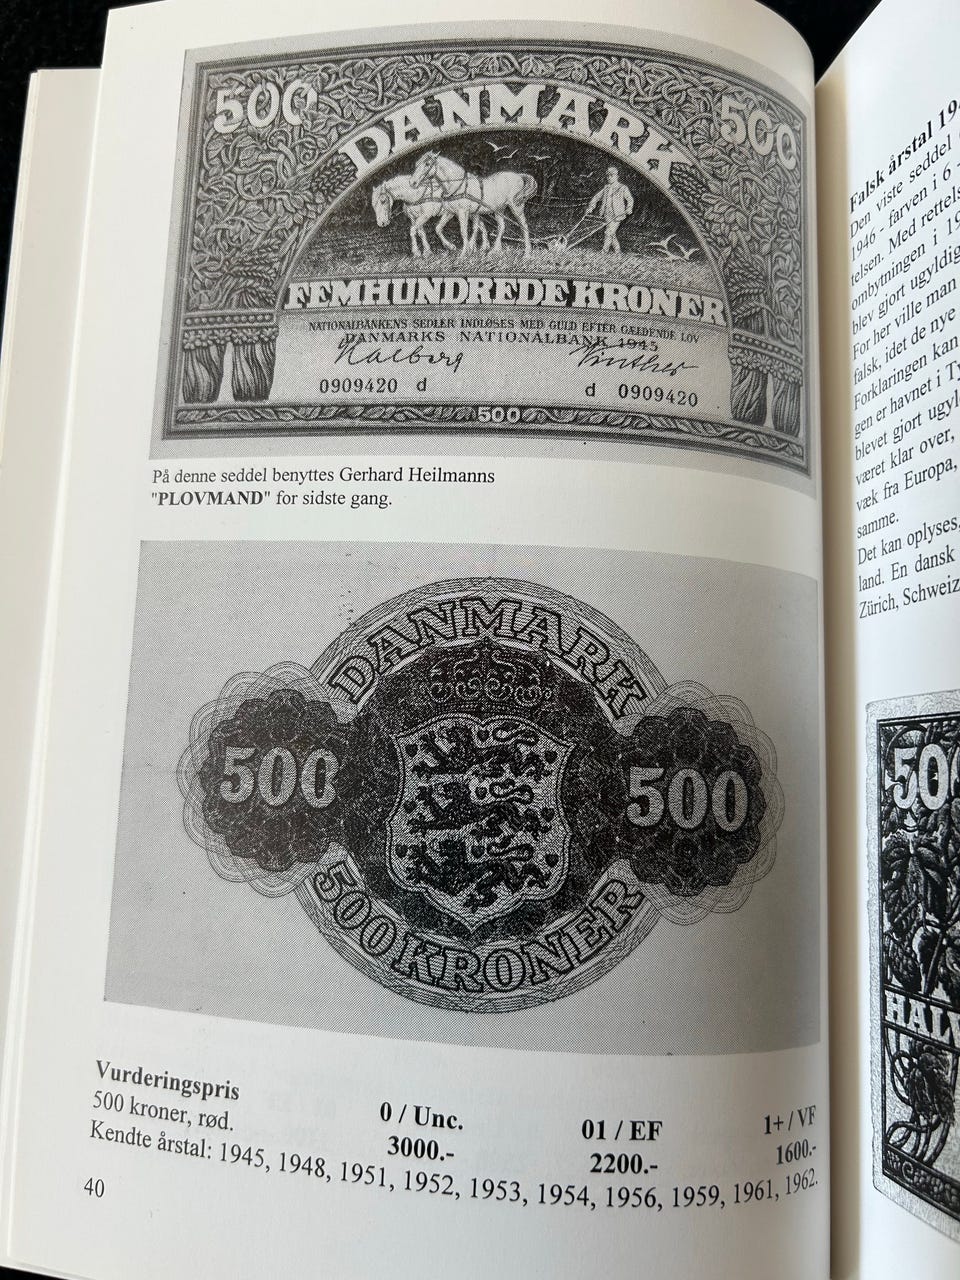 500 DANMARK 500
FEMHUNDREDE KRONER
NATIONALBANKENS SEDLER INDLØSES MED GULD EFTER GÆLDENDE LOV
DANMARKS NATIONALBANK 1945
Halberg
0909420 d d 0909420
500
På denne seddel benyttes Gerhard Heilmanns
"PLOVMAND" for sidste gang.
DANMARK
500 500
500 KRONER
Vurderingspris
500 kroner, rød.
0 / Unc. 01 / EF 1+ / VF
3000.- 2200.- 1600.-
Kendte årstal: 1945, 1948, 1951, 1952, 1953, 1954, 1956, 1959, 1961, 1962.
40
Falsk årstal 19
Den viste seddel
1946 - farven i 6 -
telsen. Med rettels
ombytningen i 19
blev gjort ugyldig
For her ville man
falsk, idet de nye
Forklaringen kan
gen er havnet i Ty
blevet gjort ugyl
været klar over,
væk fra Europa,
samme.
Det kan oplyses,
land. En dansk
Zürich, Schweiz
50
HALV